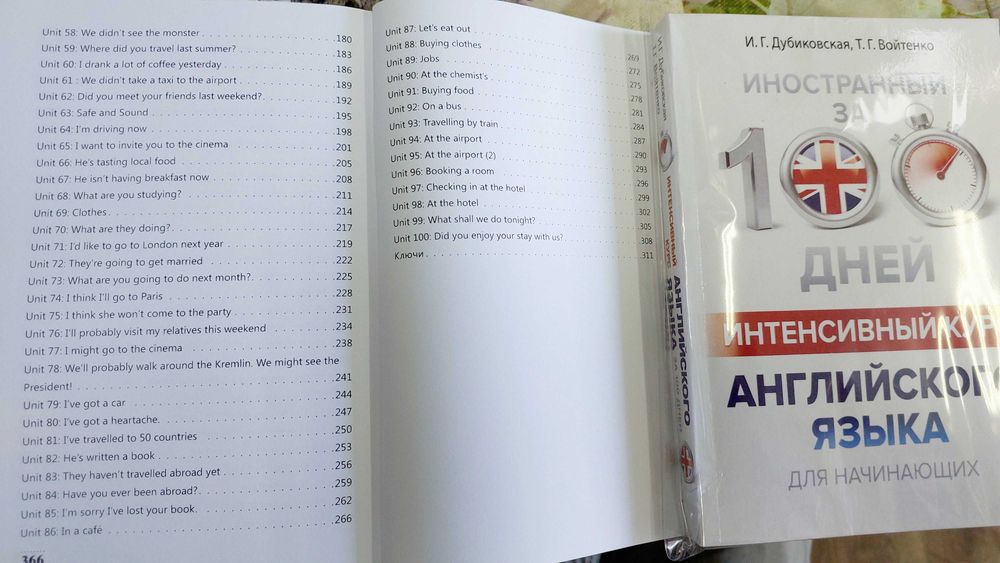 Unit 58: We didn't see the monster . . . . . . . . . . . . . . . . . . . . . .180
Unit 59: Where did you travel last summer? . . . . . . . . . . . . . .183
Unit 60: I drank a lot of coffee yesterday . . . . . . . . . . . . . . . .186
Unit 61 : We didn't take a taxi to the airport . . . . . . . . . . . . . .189
Unit 62: Did you meet your friends last weekend?. . . . . . . . . . .192
Unit 63: Safe and Sound . . . . . . . . . . . . . . . . . . . . . . . . . .195
Unit 64: I'm driving now . . . . . . . . . . . . . . . . . . . . . . . . . .198
Unit 65: I want to invite you to the cinema . . . . . . . . . . . . . .201
Unit 66: He's tasting local food . . . . . . . . . . . . . . . . . . . . .205
Unit 67: He isn't having breakfast now . . . . . . . . . . . . . . . . .208
Unit 68: What are you studying? . . . . . . . . . . . . . . . . . . . . .211
Unit 69: Clothes . . . . . . . . . . . . . . . . . . . . . . . . . . . . . .214
Unit 70: What are they doing? . . . . . . . . . . . . . . . . . . . . . .217
Unit 71: I'd like to go to London next year . . . . . . . . . . . . . .219
Unit 72: They're going to get married . . . . . . . . . . . . . . . . .222
Unit 73: What are you going to do next month?. . . . . . . . . . . .225
Unit 74: I think I'll go to Paris . . . . . . . . . . . . . . . . . . . . .228
Unit 75: I think she won't come to the party . . . . . . . . . . . . .231
Unit 76: I'll probably visit my relatives this weekend . . . . . . .234
Unit 77: I might go to the cinema . . . . . . . . . . . . . . . . . . . .238
Unit 78: We'll probably walk around the Kremlin. We might see the
President! . . . . . . . . . . . . . . . . . . . . . . . . . . . . . . . . .241
Unit 79: I've got a car . . . . . . . . . . . . . . . . . . . . . . . . . .244
Unit 80: I've got a heartache. . . . . . . . . . . . . . . . . . . . . . .247
Unit 81: I've travelled to 50 countries . . . . . . . . . . . . . . . . .250
Unit 82: He's written a book . . . . . . . . . . . . . . . . . . . . . . .253
Unit 83: They haven't travelled abroad yet . . . . . . . . . . . . . .256
Unit 84: Have you ever been abroad?. . . . . . . . . . . . . . . . . .259
Unit 85: I'm sorry I've lost your book. . . . . . . . . . . . . . . . . .262
Unit 86: In a café . . . . . . . . . . . . . . . . . . . . . . . . . . . . .266
366
Unit 87: Let's eat out . . . . . . . . . . . . . . . . . . . . . . . . . . .269
Unit 88: Buying clothes . . . . . . . . . . . . . . . . . . . . . . . . . .272
Unit 89: Jobs . . . . . . . . . . . . . . . . . . . . . . . . . . . . . . . .275
Unit 90: At the chemist's . . . . . . . . . . . . . . . . . . . . . . . . .278
Unit 91: Buying food . . . . . . . . . . . . . . . . . . . . . . . . . . . .281
Unit 92: On a bus . . . . . . . . . . . . . . . . . . . . . . . . . . . . . .284
Unit 93: Travelling by train . . . . . . . . . . . . . . . . . . . . . . . .287
Unit 94: At the airport . . . . . . . . . . . . . . . . . . . . . . . . . . .290
Unit 95: At the airport (2) . . . . . . . . . . . . . . . . . . . . . . . . .293
Unit 96: Booking a room . . . . . . . . . . . . . . . . . . . . . . . . . .296
Unit 97: Checking in at the hotel . . . . . . . . . . . . . . . . . . . . .299
Unit 98: At the hotel . . . . . . . . . . . . . . . . . . . . . . . . . . . .302
Unit 99: What shall we do tonight? . . . . . . . . . . . . . . . . . . . .305
Unit 100: Did you enjoy your stay with us?. . . . . . . . . . . . . . . .308
Ключи . . . . . . . . . . . . . . . . . . . . . . . . . . . . . . . . . . .311
ИНТЕНСИВНЫЙ КУРС
АНГЛИЙСКОГО
ЯЗЫКА
И. Г. Дубиковская, Т. Г. Войтенко
ИНОСТРАННЫЙ
ЗА
100
ДНЕЙ
ИНТЕНСИВНЫЙ КУРС
АНГЛИЙСКОГО
ЯЗЫКА
ДЛЯ НАЧИНАЮЩИХ